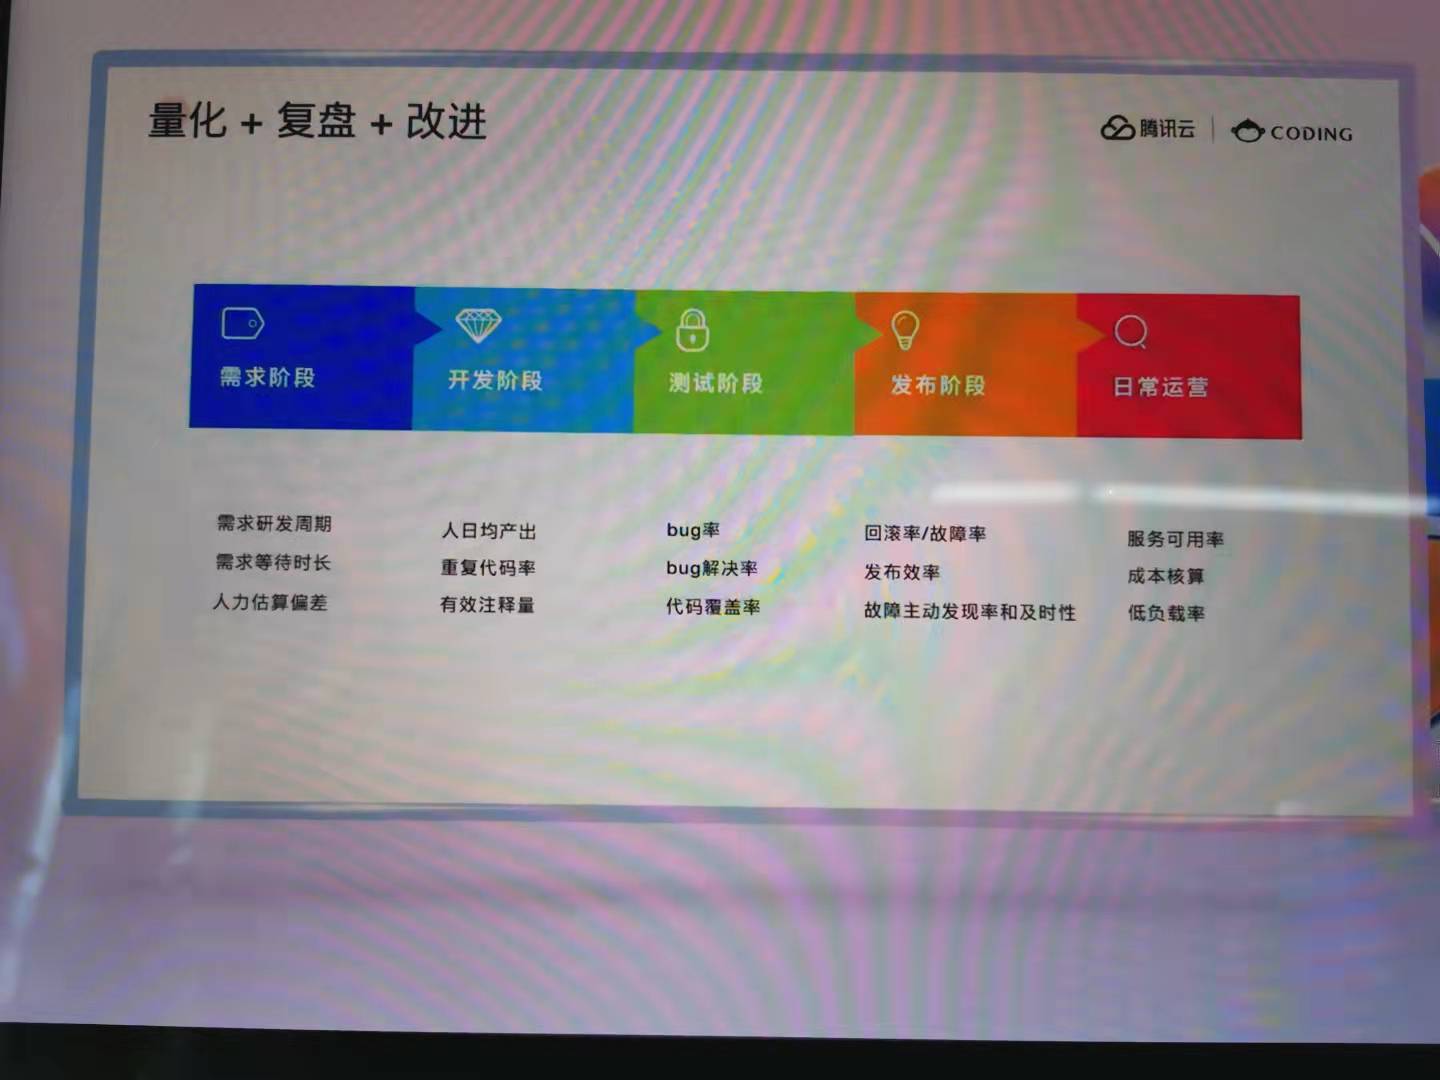 量化 + 复盘 + 改进
腾讯云 | CODING
需求阶段
开发阶段
测试阶段
发布阶段
日常运营
需求研发周期
需求等待时长
人力估算偏差
人日均产出
重复代码率
有效注释量
bug率
bug解决率
代码覆盖率
回滚率/故障率
发布效率
故障主动发现率和及时性
服务可用率
成本核算
低负载率